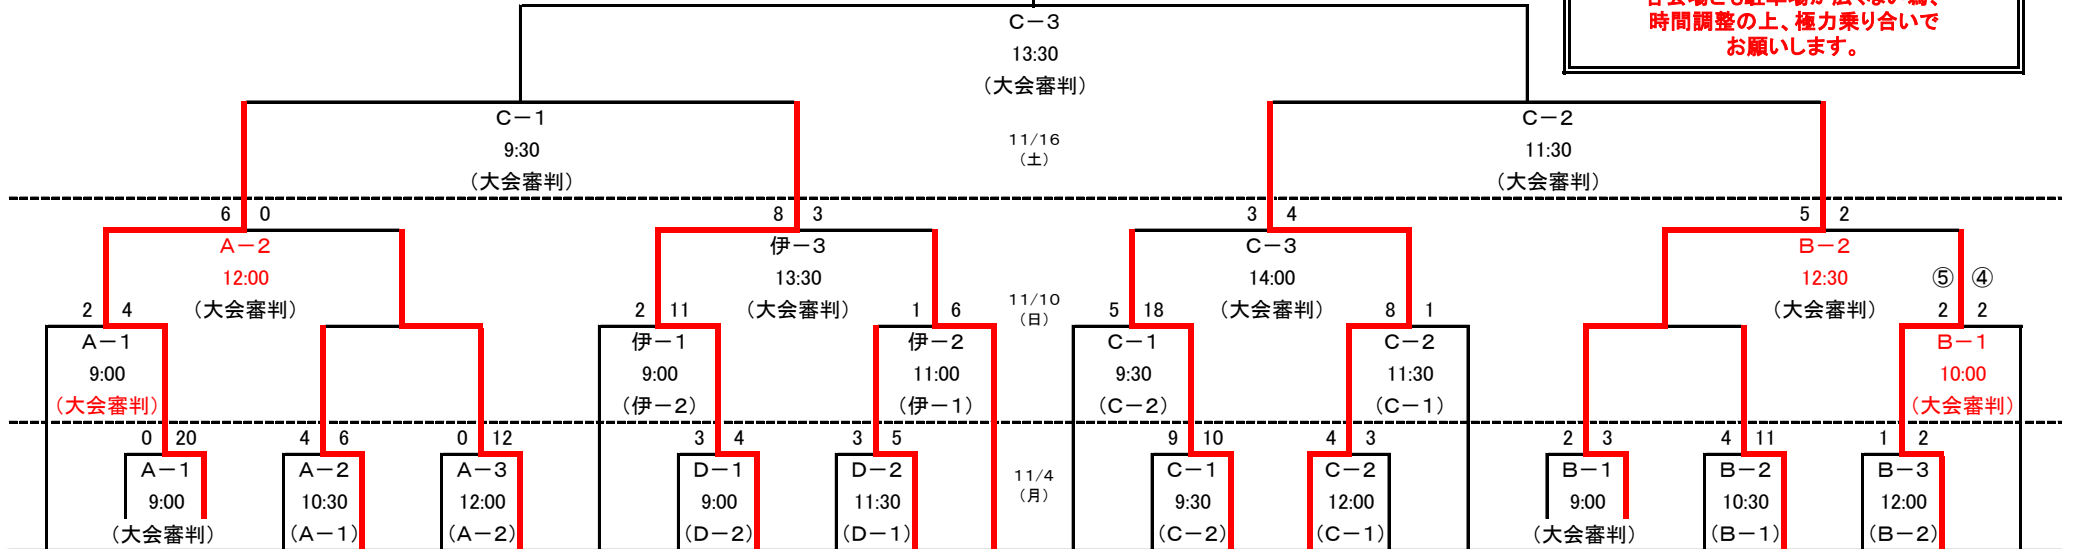 C－3
13:30
（大会審判）
時間調整の上、極力乗り合いで
お願いします。
C－1
9:30
（大会審判）
11/16
（土）
C－2
11:30
（大会審判）
6 0
8 3
3 4
5 2
A－2
12:00
（大会審判）
伊－3
13:30
（大会審判）
C－3
14:00
（大会審判）
B－2
12:30
（大会審判）
⑤ ④
11/10
（日）
2 4
2 11
1 6
5 18
8 1
2 2
A－1
9:00
（大会審判）
伊－1
9:00
（伊－2）
伊－2
11:00
（伊－1）
C－1
9:30
（C－2）
C－2
11:30
（C－1）
B－1
10:00
（大会審判）
0 20
4 6
0 12
3 4
3 5
9 10
4 3
2 3
4 11
1 2
A－1
9:00
（大会審判）
A－2
10:30
（A－1）
A－3
12:00
（A－2）
D－1
9:00
（D－2）
D－2
11:30
（D－1）
11/4
（月）
C－1
9:30
（C－2）
C－2
12:00
（C－1）
B－1
9:00
（大会審判）
B－2
10:30
（B－1）
B－3
12:00
（B－2）